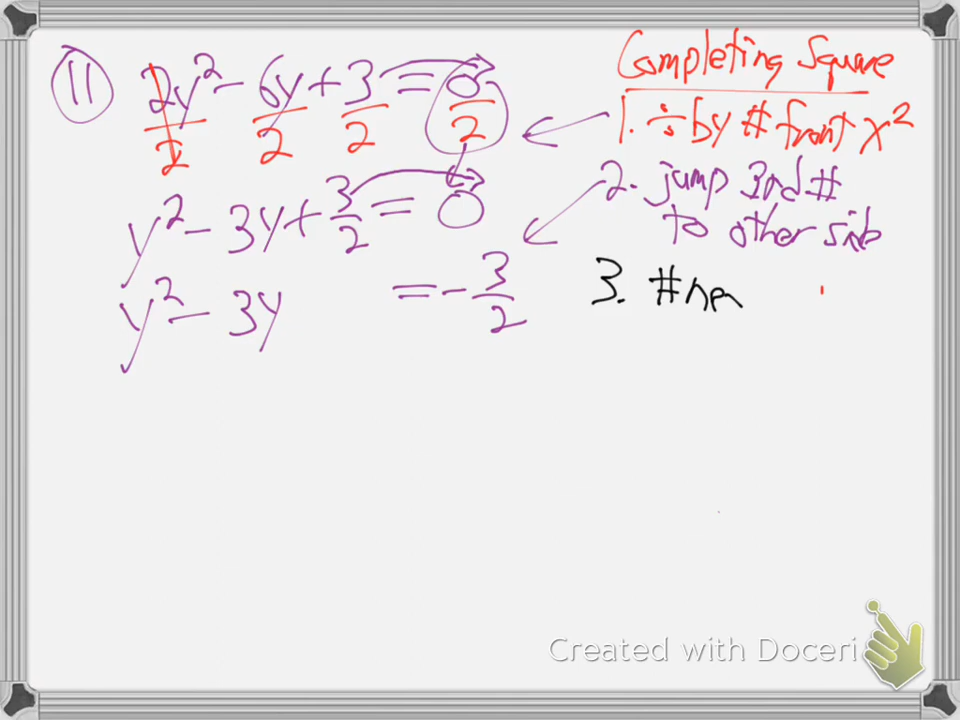 11 2y² - 6y + 3 = 0
2 2 2 2
y² - 3y + 3/2 = 0
y² - 3y = - 3/2
Completing Square
1. ÷ by # front x²
2. jump 3rd #
to other side
3. #
Created with Doceri